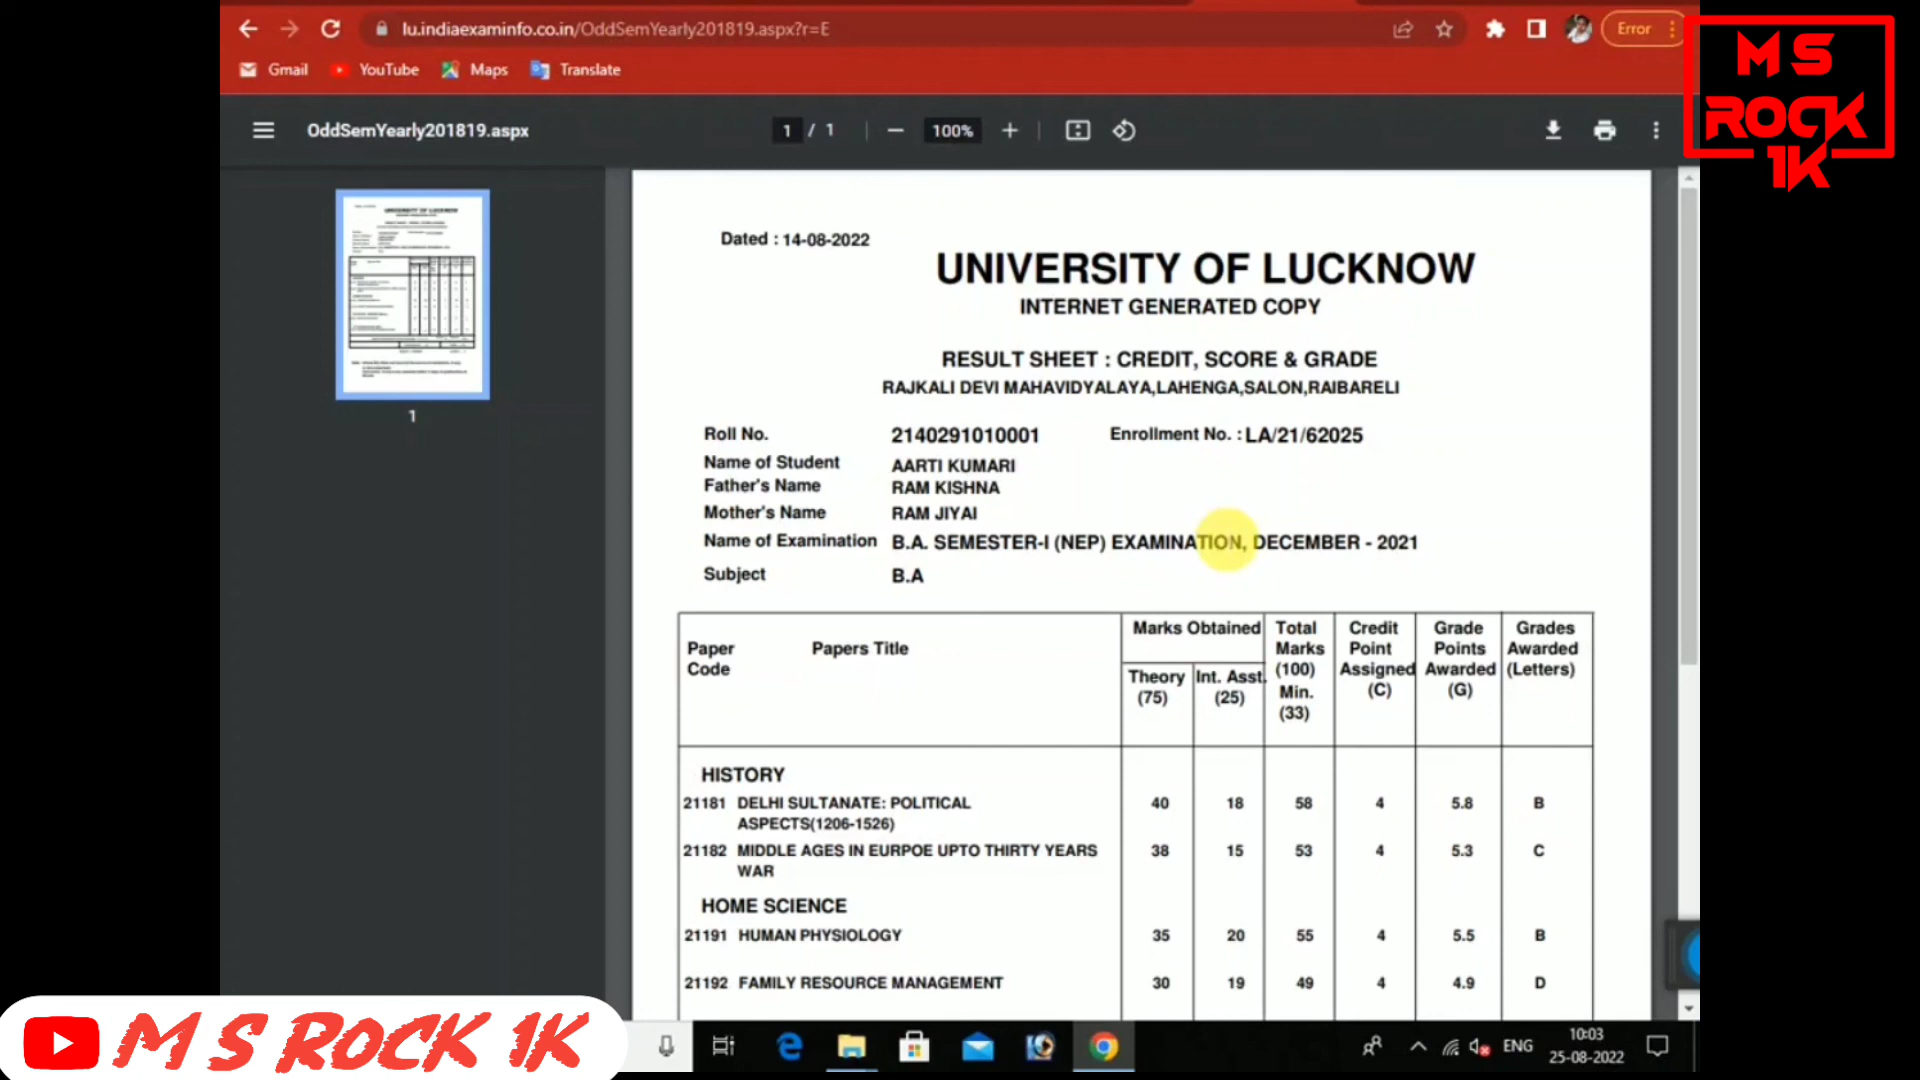 lu.indiaexaminfo.co.in/OddSemYearly201819.aspx?r=E
Error
Gmail YouTube Maps Translate
M S
ROCK
1K
OddSemYearly201819.aspx
1 / 1
100%
Dated : 14-08-2022
UNIVERSITY OF LUCKNOW
INTERNET GENERATED COPY
RESULT SHEET : CREDIT, SCORE & GRADE
RAJKALI DEVI MAHAVIDYALAYA,LAHENGA,SALON,RAIBARELI
1
Roll No. 2140291010001 Enrollment No. : LA/21/62025
Name of Student AARTI KUMARI
Father's Name RAM KISHNA
Mother's Name RAM JIYAI
Name of Examination B.A. SEMESTER-I (NEP) EXAMINATION, DECEMBER - 2021
Subject B.A
Paper Code Papers Title Marks Obtained Theory (75) Int. Asst. (25) Total Marks (100) Min. (33) Credit Point Assigned (C) Grade Points Awarded (G) Grades Awarded (Letters)
HISTORY
21181 DELHI SULTANATE: POLITICAL 40 18 58 4 5.8 B
ASPECTS(1206-1526)
21182 MIDDLE AGES IN EURPOE UPTO THIRTY YEARS 38 15 53 4 5.3 C
WAR
HOME SCIENCE
21191 HUMAN PHYSIOLOGY 35 20 55 4 5.5 B
21192 FAMILY RESOURCE MANAGEMENT 30 19 49 4 4.9 D
M S ROCK 1K
ENG
10:03
25-08-2022